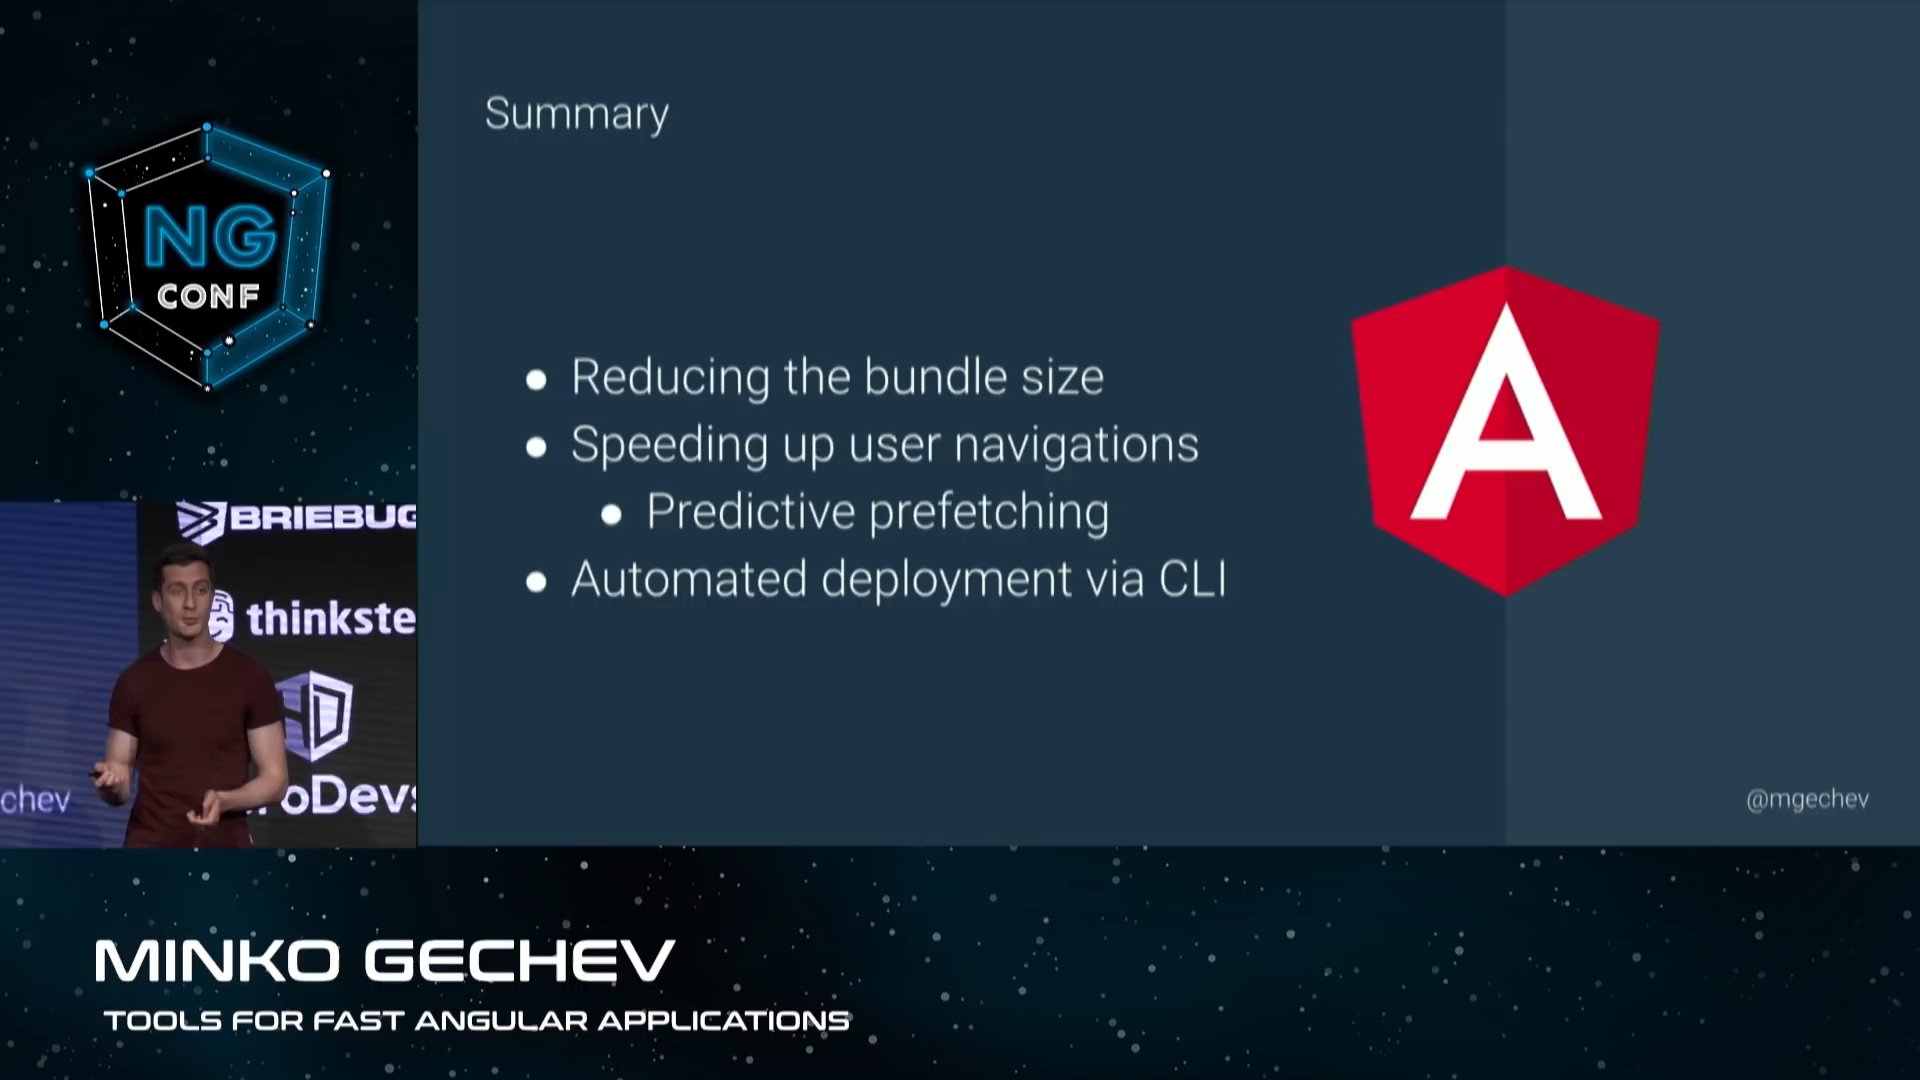 NG
CONF
Summary
Reducing the bundle size
Speeding up user navigations
Predictive prefetching
Automated deployment via CLI
@mgechev
BRIEBUG
thinkste
oDevs
chev
MINKO GECHEV
TOOLS FOR FAST ANGULAR APPLICATIONS